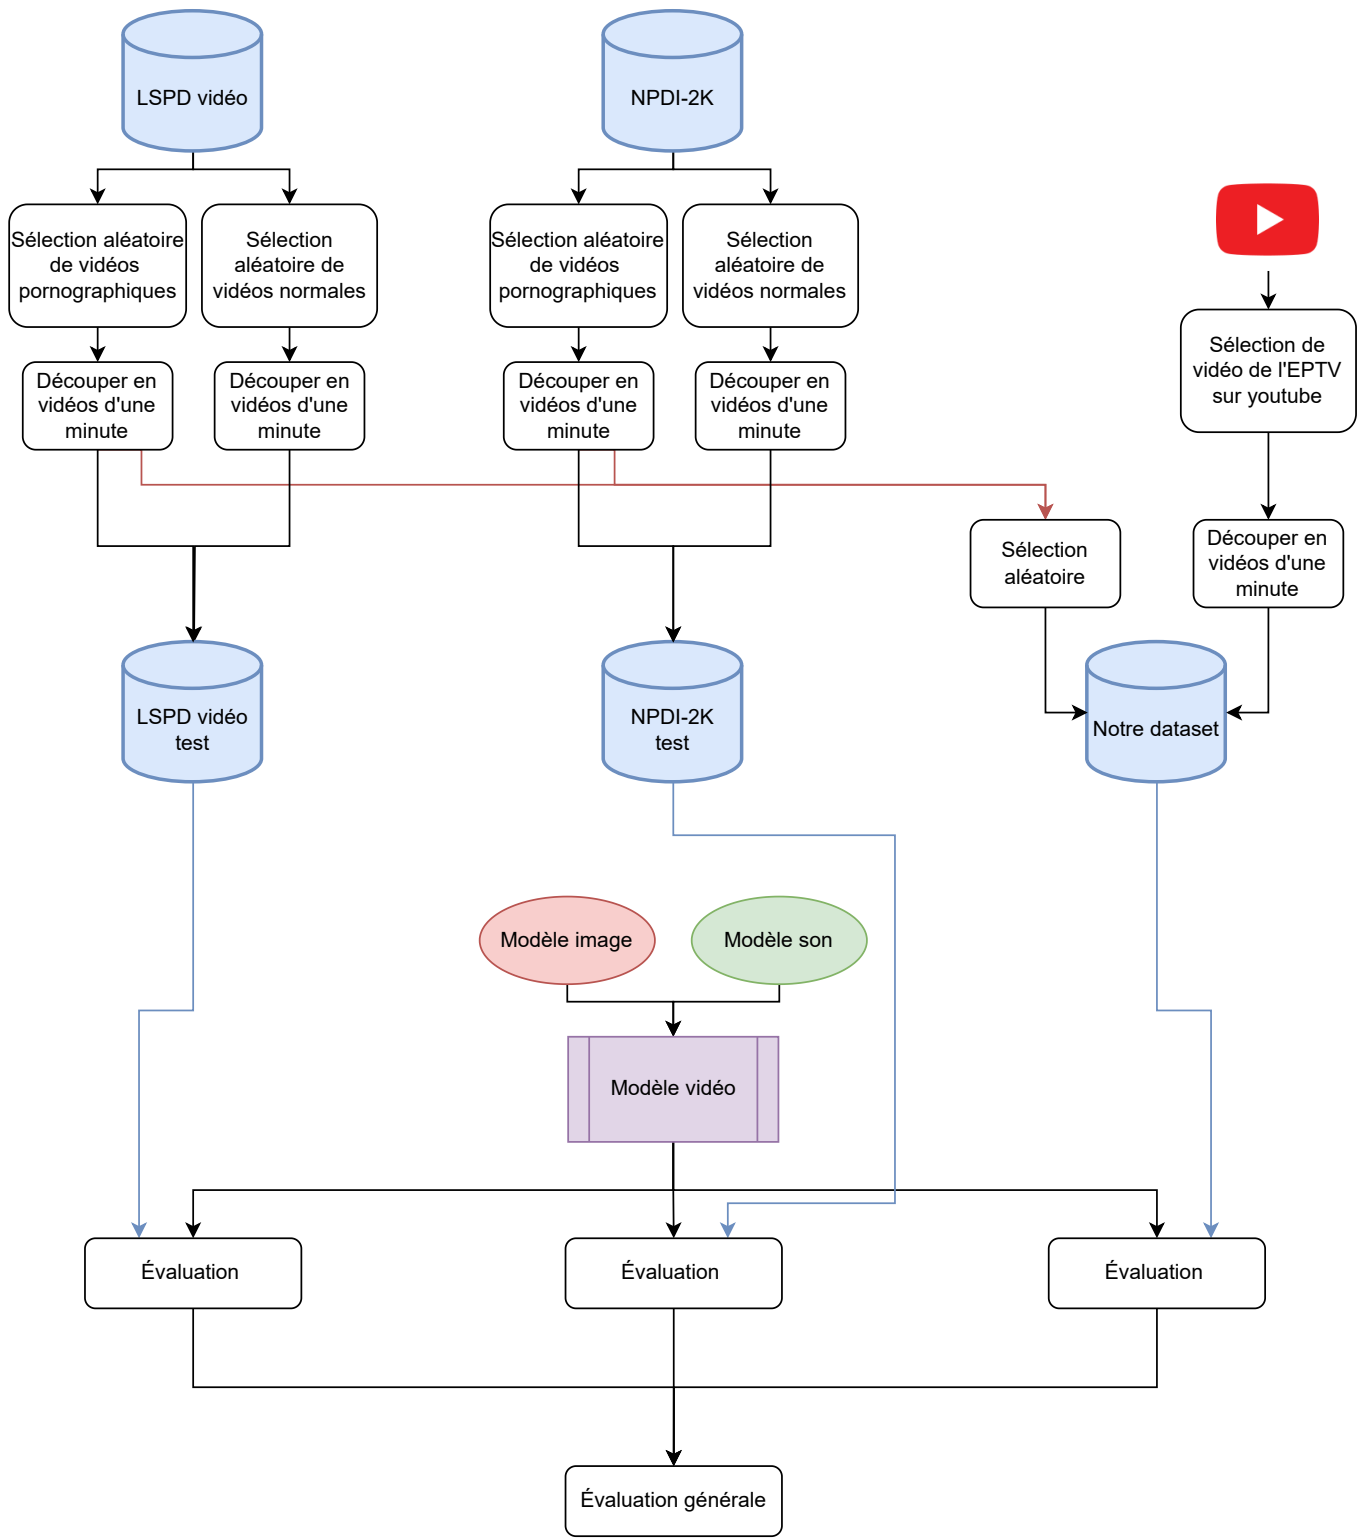 LSPD vidéo
NPDI-2K
Sélection aléatoire
de vidéos
pornographiques
Sélection
aléatoire de
vidéos normales
Sélection aléatoire
de vidéos
pornographiques
Sélection
aléatoire de
vidéos normales
Sélection de
vidéo de l'EPTV
sur youtube
Découper en
vidéos d'une
minute
Découper en
vidéos d'une
minute
Découper en
vidéos d'une
minute
Découper en
vidéos d'une
minute
Sélection
aléatoire
Découper en
vidéos d'une
minute
LSPD vidéo
test
NPDI-2K
test
Notre dataset
Modèle image
Modèle son
Modèle vidéo
Évaluation
Évaluation
Évaluation
Évaluation générale